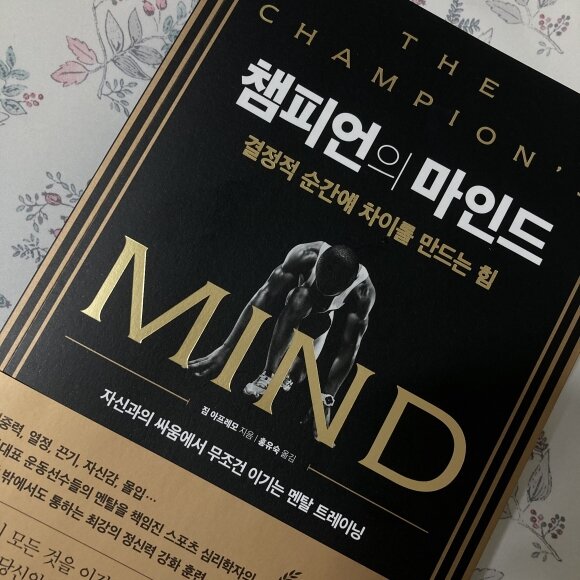 THE
CHAMPION'
챔피언의 마인드
결정적 순간에 차이를 만드는 힘
MIND
짐 아프레모 지음 | 홍유숙 옮김
자신과의 싸움에서 무조건 이기는 멘탈 트레이닝
열정, 끈기, 자신감, 몰입...
대표 운동선수들의 멘탈을 책임진 스포츠 심리학자의
밖에서도 통하는 최강의 정신력 강화 훈련
모든 것을